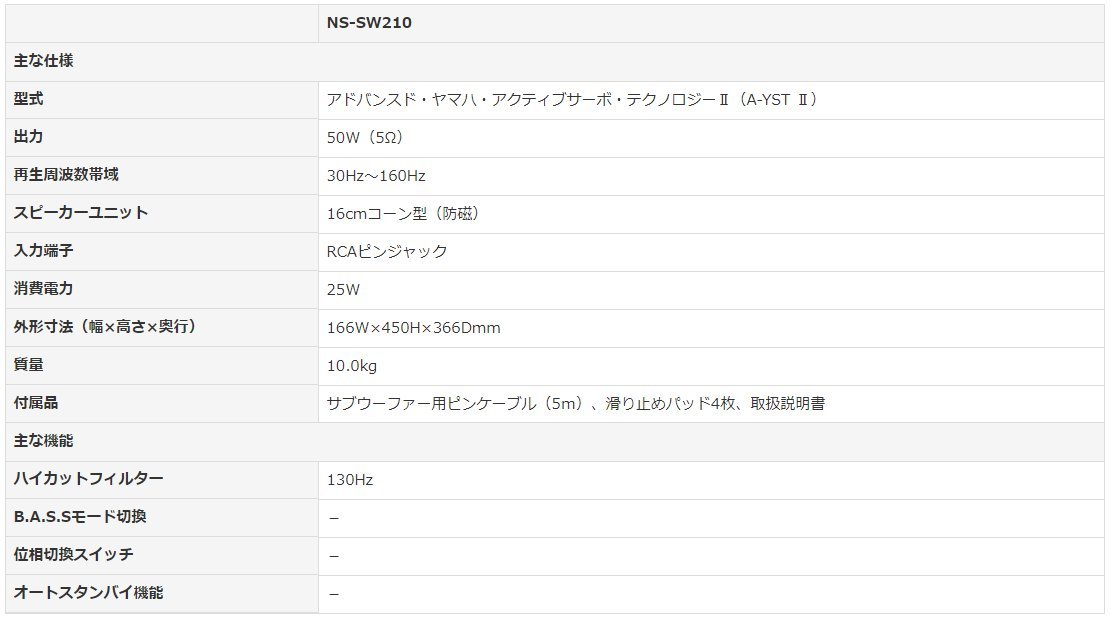 NS-SW210
主な仕様
型式 アドバンスド・ヤマハ・アクティブサーボ・テクノロジーⅡ（A-YST Ⅱ）
出力 50W（5Ω）
再生周波数帯域 30Hz～160Hz
スピーカーユニット 16cmコーン型（防磁）
入力端子 RCAピンジャック
消費電力 25W
外形寸法（幅×高さ×奥行） 166W×450H×366Dmm
質量 10.0kg
付属品 サブウーファー用ピンケーブル（5m）、滑り止めパッド4枚、取扱説明書
主な機能
ハイカットフィルター 130Hz
B.A.S.Sモード切換 –
位相切換スイッチ –
オートスタンバイ機能 –